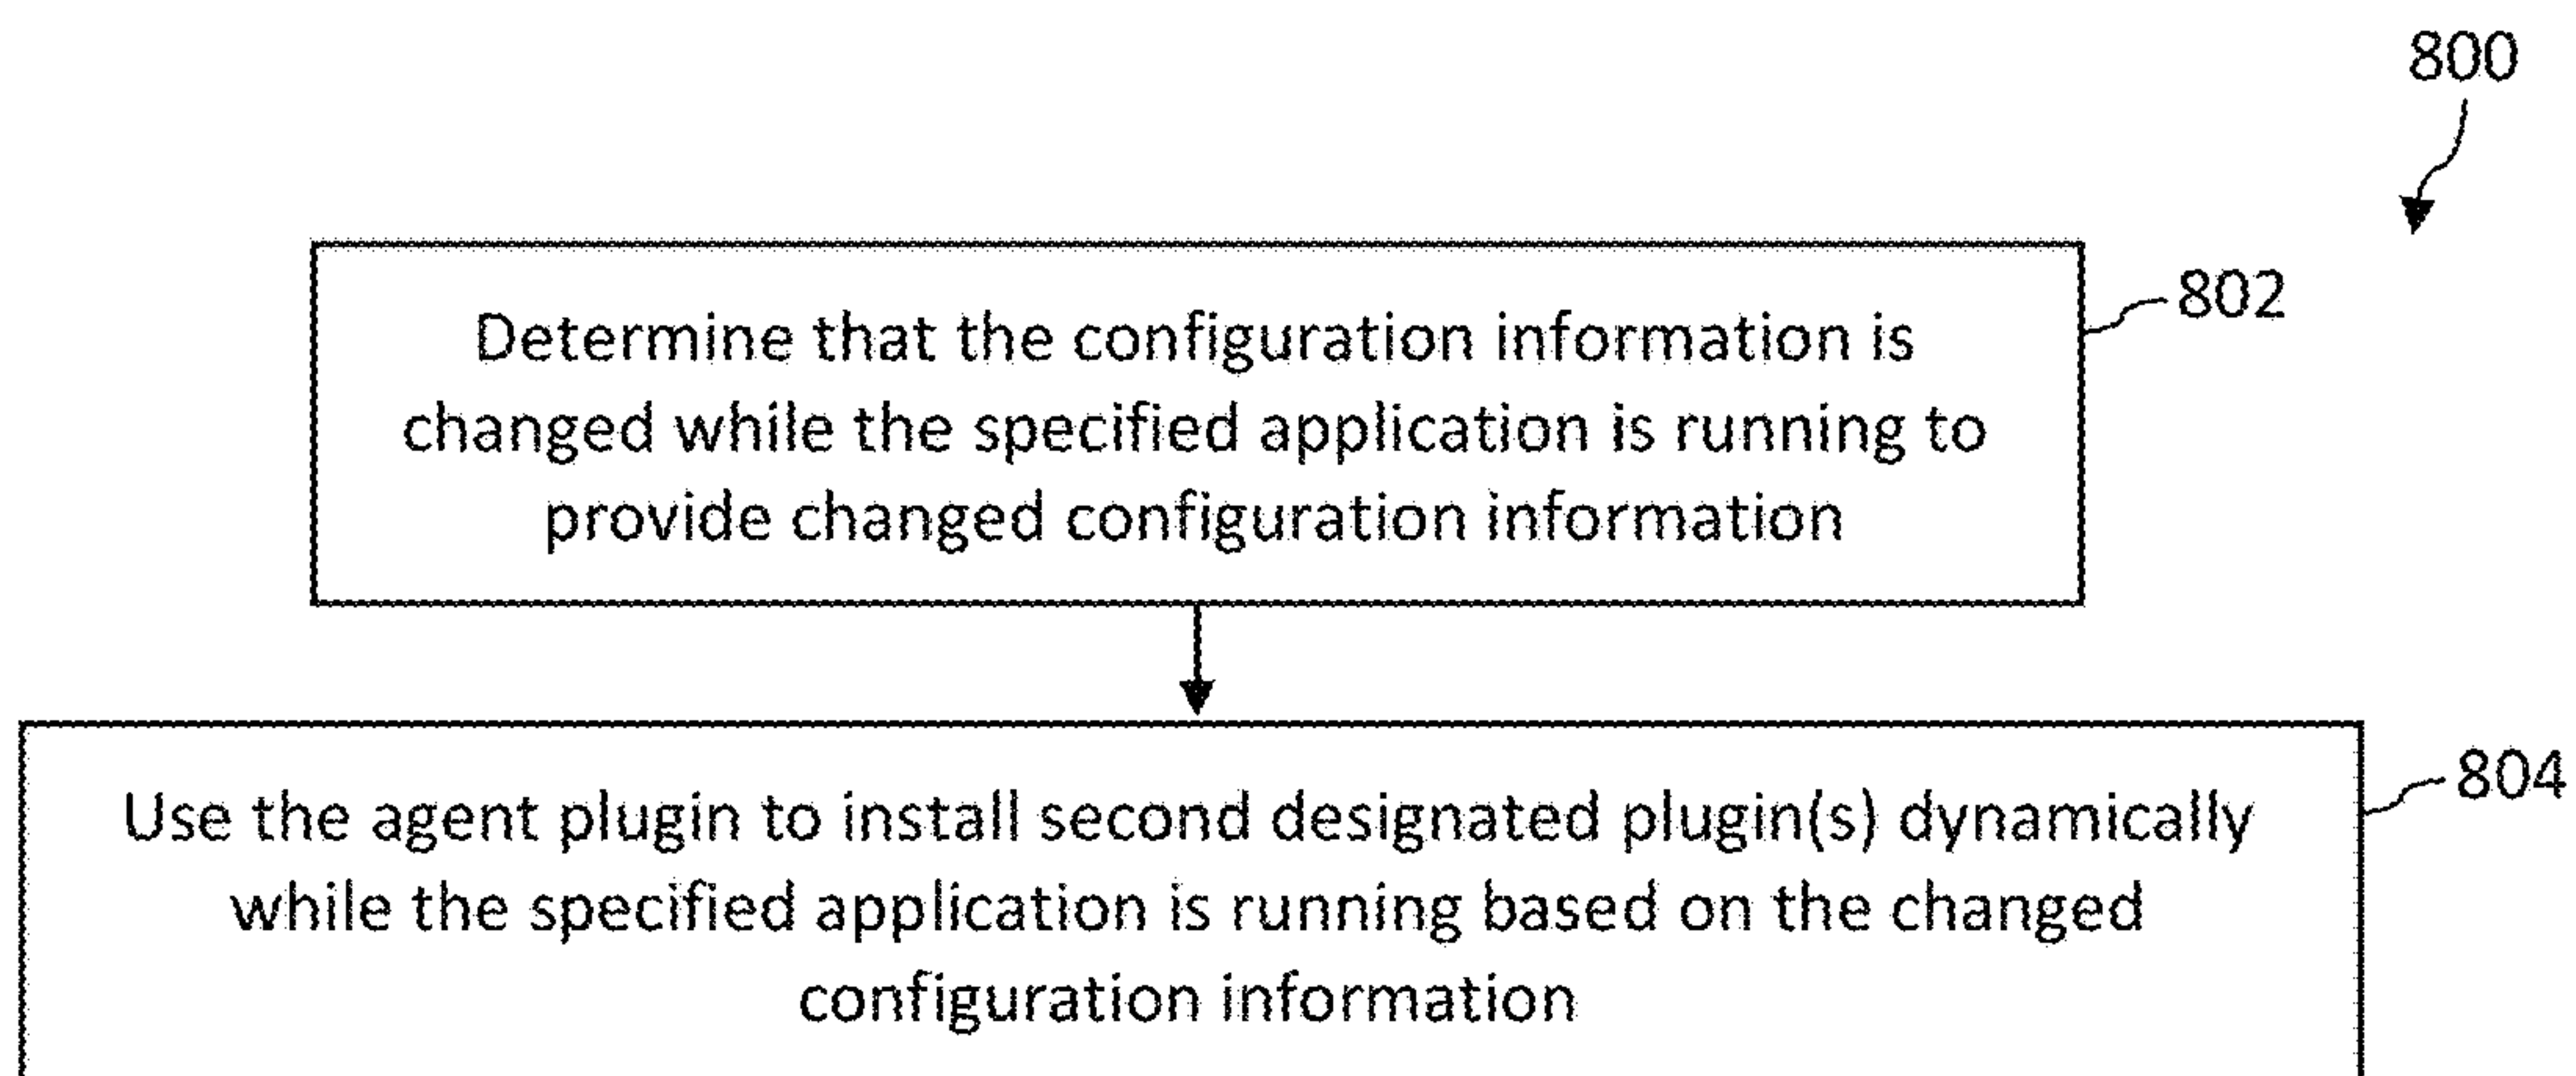 800
802
Determine that the configuration information is
changed while the specified application is running to
provide changed configuration information
804
Use the agent plugin to install second designated plugin(s) dynamically
while the specified application is running based on the changed
configuration information